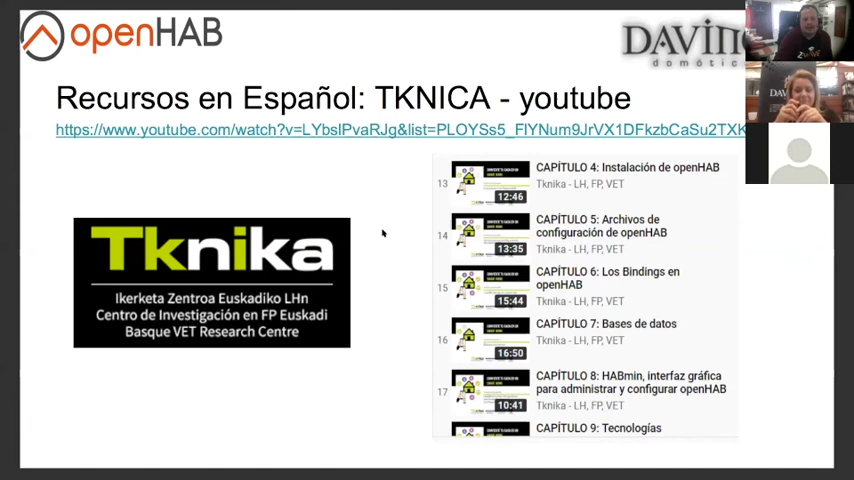 openHAB
DAVIN
domótic
Recursos en Español: TKNICA - youtube
https://www.youtube.com/watch?v=LYbslPvaRJg&list=PLOYSs5_FlYNum9JrVX1DFkzbCaSu2TXK
Tknika
Ikerketa Zentroa Euskadiko LHn
Centro de Investigación en FP Euskadi
Basque VET Research Centre
13
CAPÍTULO 4: Instalación de openHAB
Tknika - LH, FP, VET
12:46
14
CAPÍTULO 5: Archivos de
configuración de openHAB
Tknika - LH, FP, VET
13:35
15
CAPÍTULO 6: Los Bindings en
openHAB
Tknika - LH, FP, VET
15:44
16
CAPÍTULO 7: Bases de datos
Tknika - LH, FP, VET
16:50
17
CAPÍTULO 8: HABmin, interfaz gráfica
para administrar y configurar openHAB
Tknika - LH, FP, VET
10:41
CAPÍTULO 9: Tecnologías